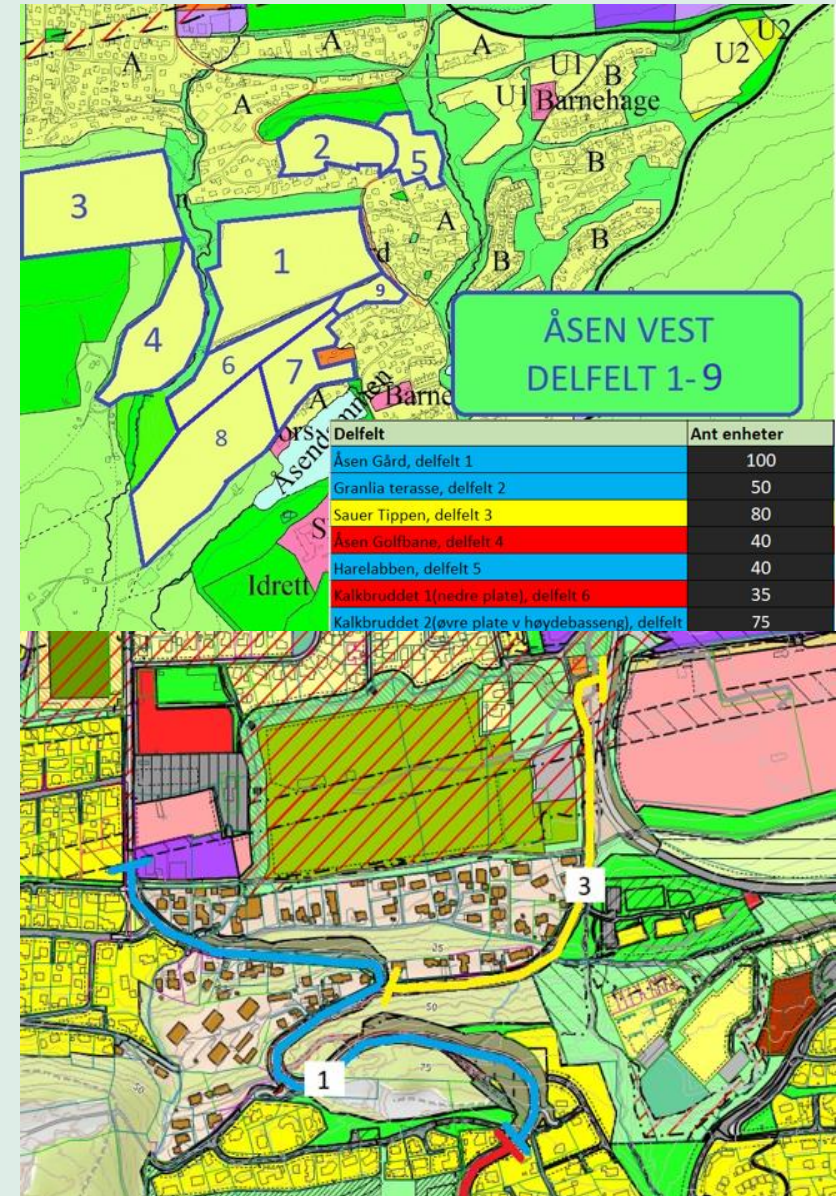 A
A
A
U1
U1
B
Barnehage
U2
U2
A
2
5
B
3
n
A
B
B
1
d
9
4
6
7
8
A
Barne
ors
Åsendammen
S
Idrett
ÅSEN VEST
DELFELT 1-9
Delfelt Ant enheter
Åsen Gård, delfelt 1 100
Granlia terasse, delfelt 2 50
Sauer Tippen, delfelt 3 80
Åsen Golfbane, delfelt 4 40
Harelabben, delfelt 5 40
Kalkbruddet 1(nedre plate), delfelt 6 35
Kalkbruddet 2(øvre plate v høydebasseng), delfelt 75
3
25
50
1
75
50